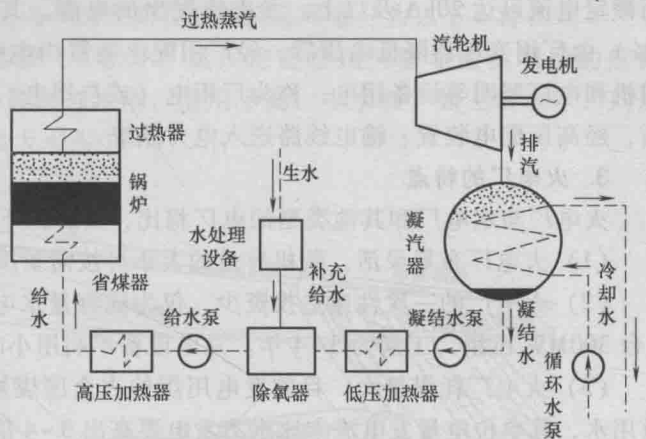 过热蒸汽
汽轮机
发电机
过热器
锅炉
排汽
生水
水处理
设备
凝汽器
省煤器
给水
给水泵
补充
给水
凝结水泵
凝结水
冷却水
循环水泵
高压加热器
除氧器
低压加热器